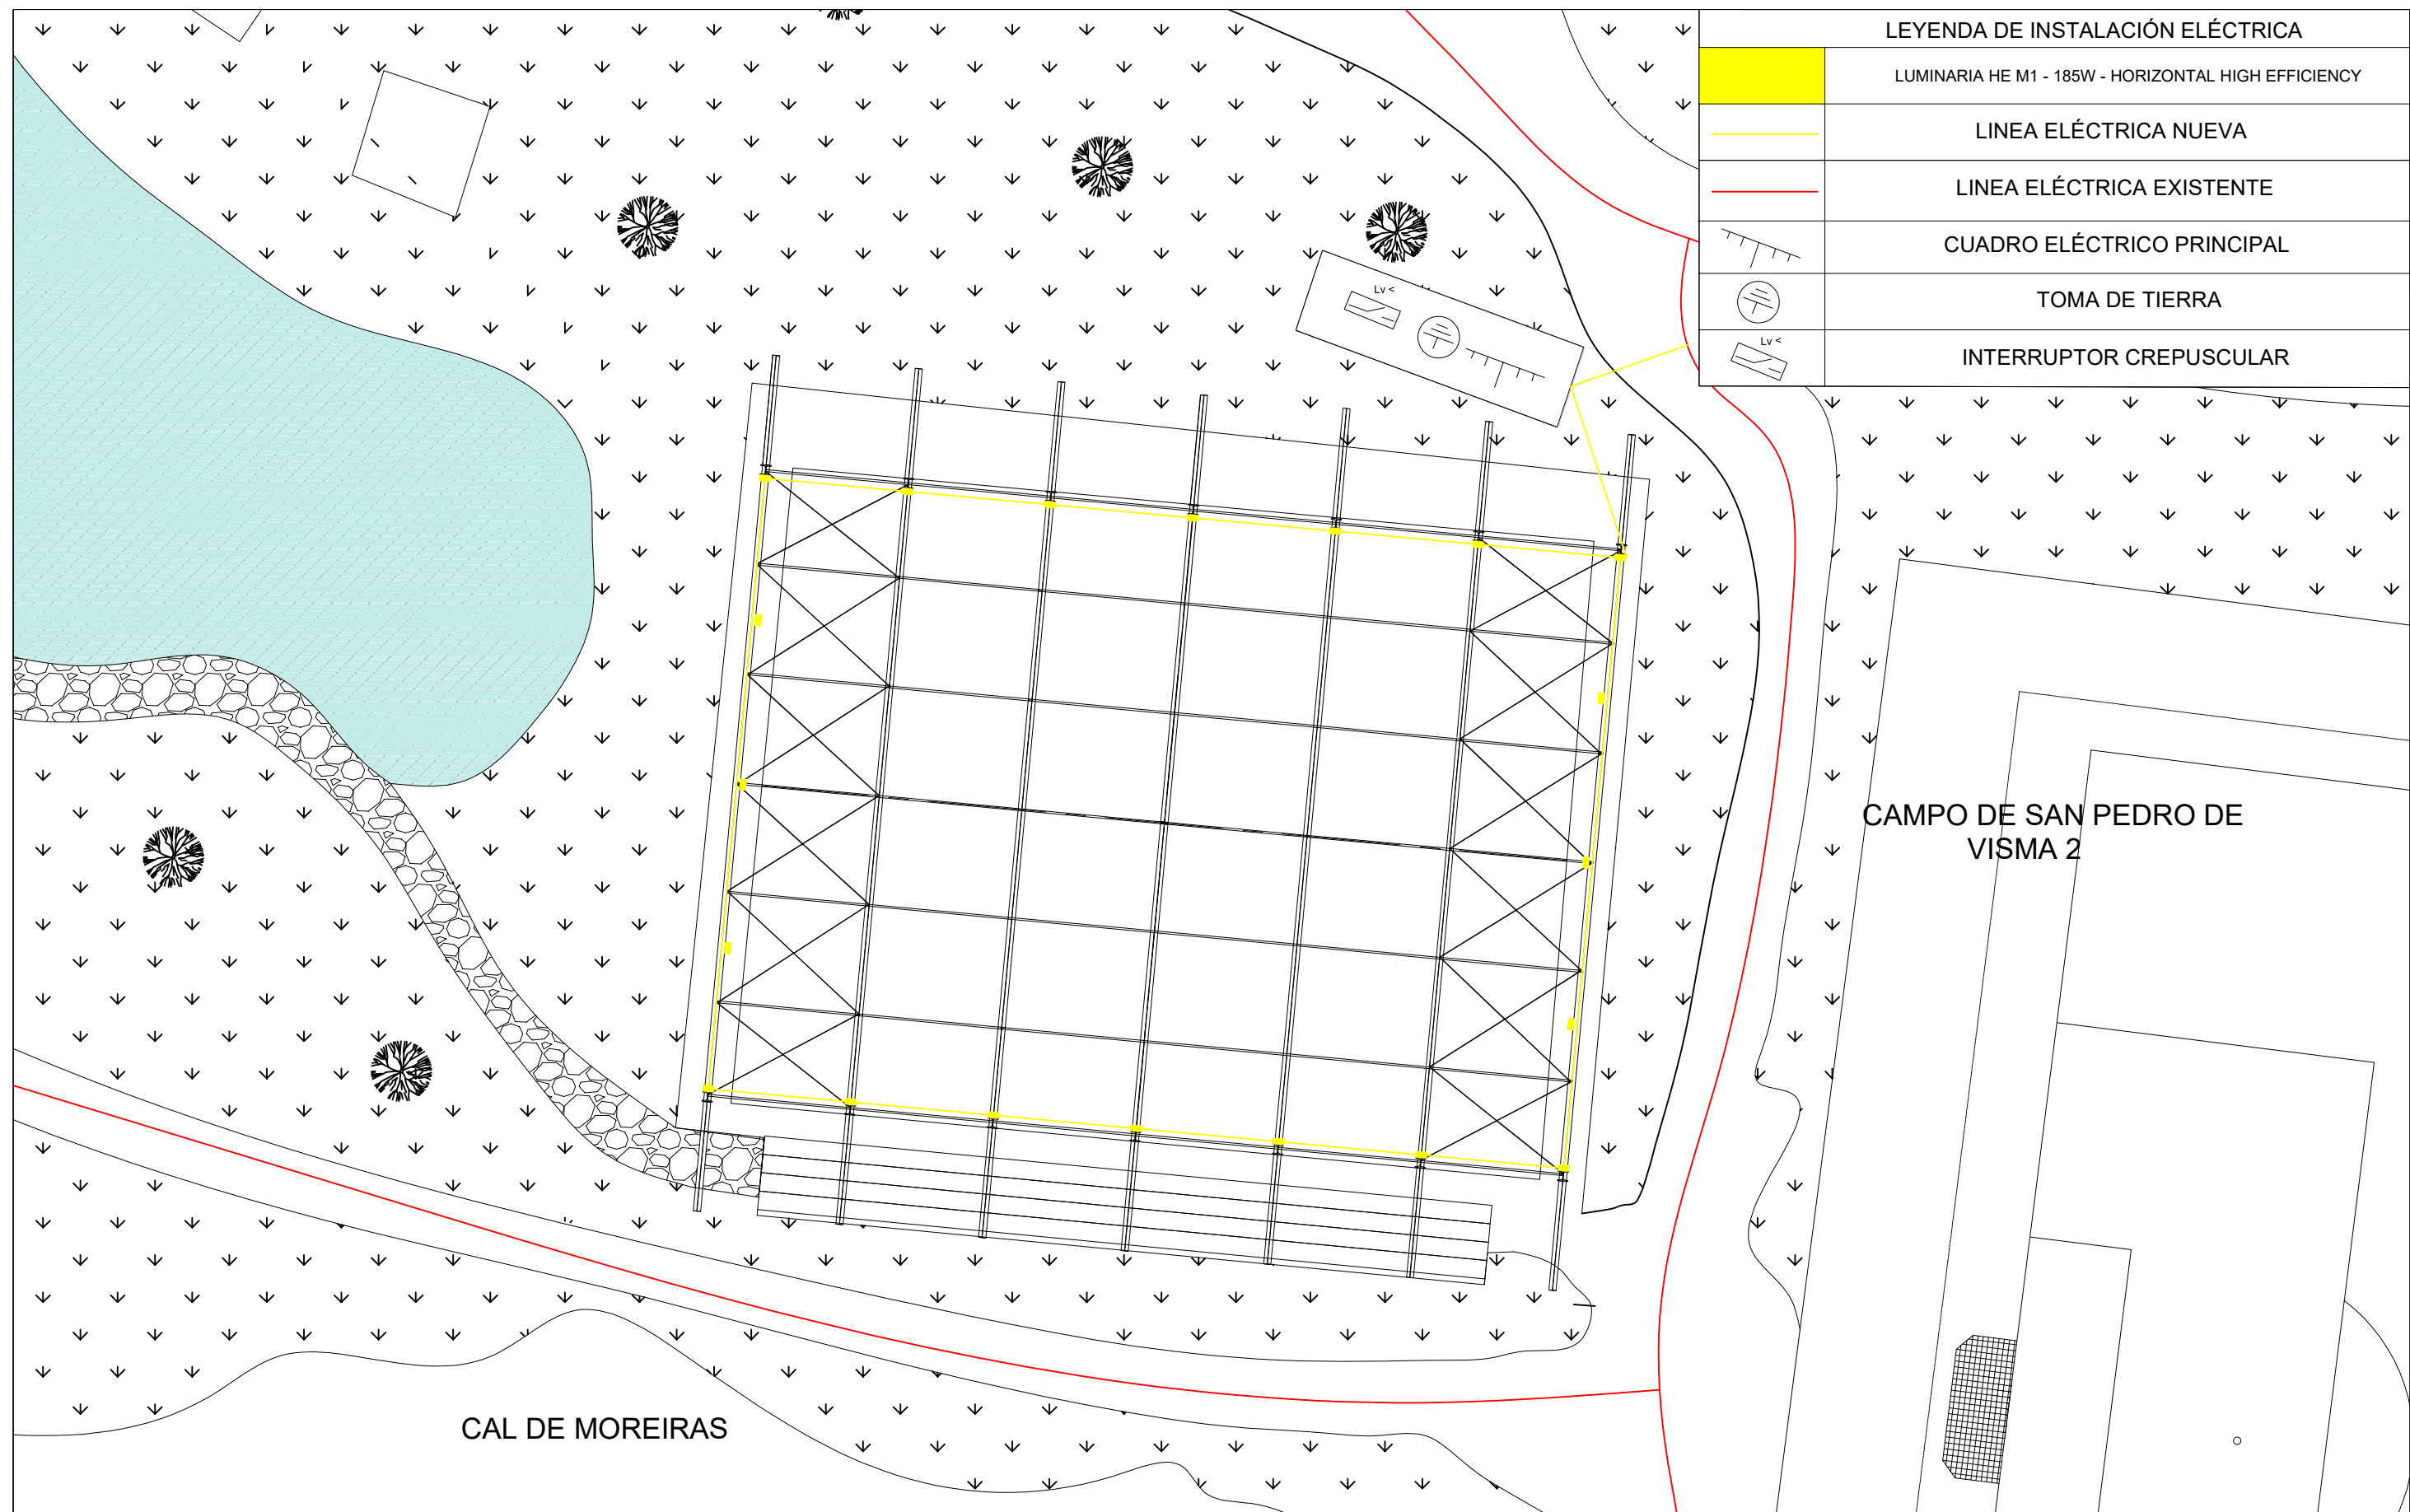 LEYENDA DE INSTALACIÓN ELÉCTRICA
LUMINARIA HE M1 - 185W - HORIZONTAL HIGH EFFICIENCY
LINEA ELÉCTRICA NUEVA
LINEA ELÉCTRICA EXISTENTE
CUADRO ELÉCTRICO PRINCIPAL
TOMA DE TIERRA
Lv <
INTERRUPTOR CREPUSCULAR
Lv <
CAMPO DE SAN PEDRO DE
VISMA 2
CAL DE MOREIRAS